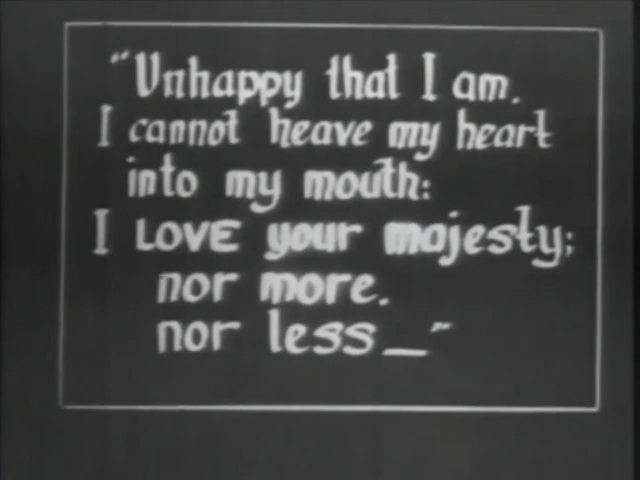 "Unhappy that I am.
I cannot heave my heart
into my mouth:
I LOVE your majesty;
nor more.
nor less_"